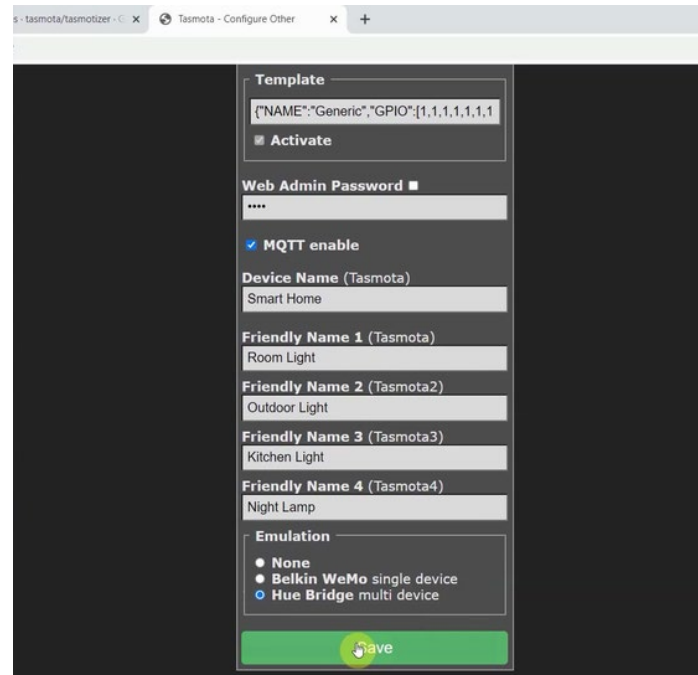 s - tasmota/tasmotizer · G
Tasmota - Configure Other
Template
{"NAME":"Generic","GPIO":[1,1,1,1,1,1,1
Activate
Web Admin Password
••••
MQTT enable
Device Name (Tasmota)
Smart Home
Friendly Name 1 (Tasmota)
Room Light
Friendly Name 2 (Tasmota2)
Outdoor Light
Friendly Name 3 (Tasmota3)
Kitchen Light
Friendly Name 4 (Tasmota4)
Night Lamp
Emulation
None
Belkin WeMo single device
Hue Bridge multi device
Save